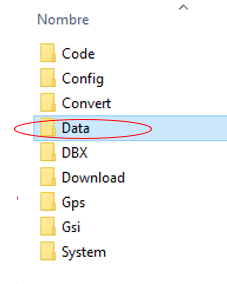 Nombre
Code
Config
Convert
Data
DBX
Download
Gps
Gsi
System